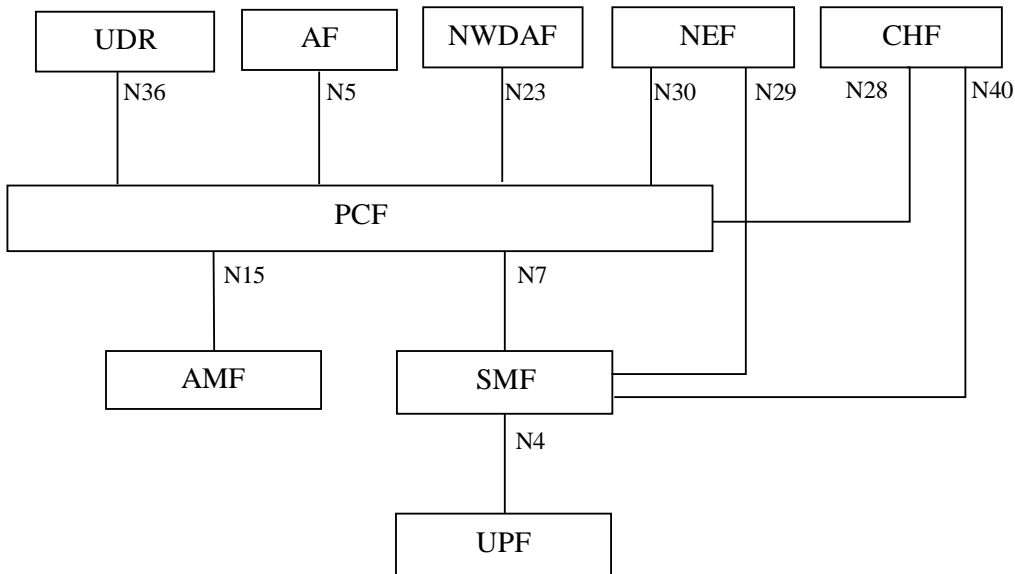 UDR
AF
NWDAF
NEF
CHF
N36
N5
N23
N30
N29
N28
N40
PCF
N15
N7
AMF
SMF
N4
UPF